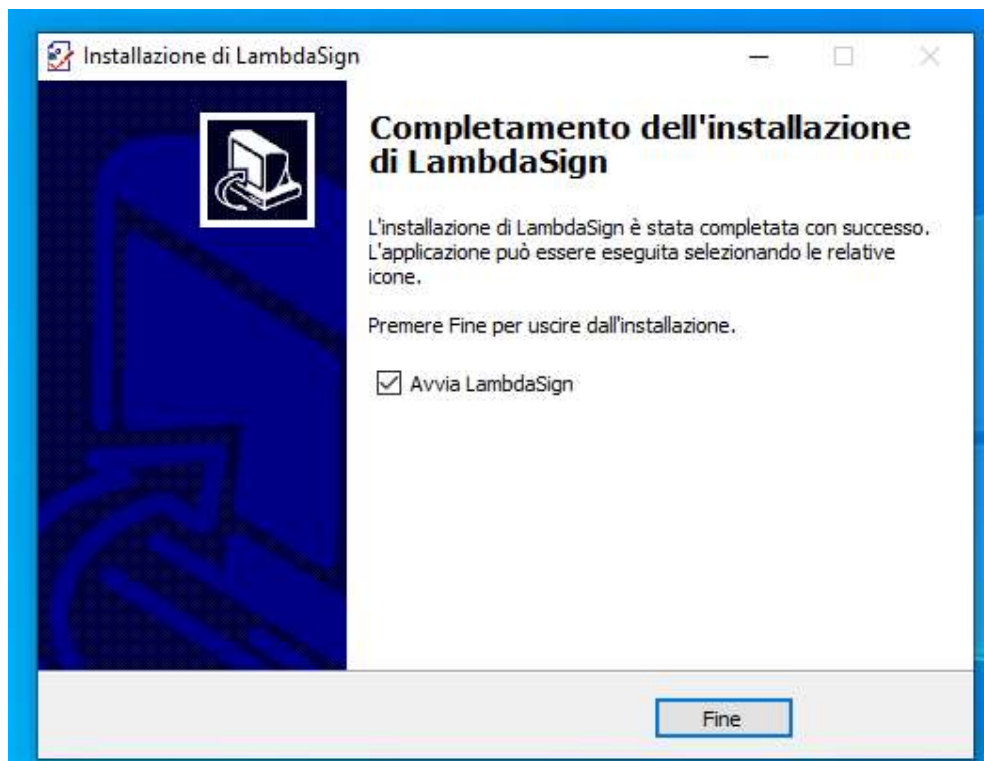 Installazione di LambdaSign
Completamento dell'installazione
di LambdaSign
L'installazione di LambdaSign è stata completata con successo.
L'applicazione può essere eseguita selezionando le relative
icone.
Premere Fine per uscire dall'installazione.
Avvia LambdaSign
Fine